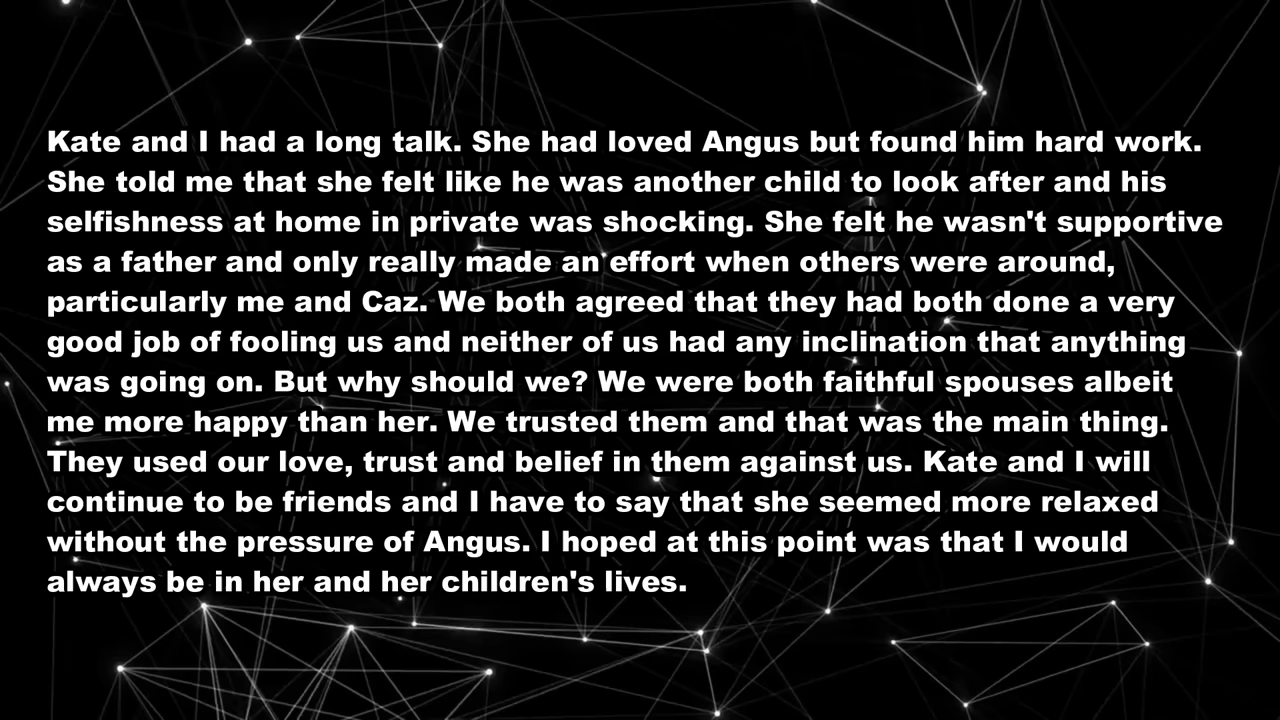 Kate and I had a long talk. She had loved Angus but found him hard work.
She told me that she felt like he was another child to look after and his
selfishness at home in private was shocking. She felt he wasn't supportive
as a father and only really made an effort when others were around,
particularly me and Caz. We both agreed that they had both done a very
good job of fooling us and neither of us had any inclination that anything
was going on. But why should we? We were both faithful spouses albeit
me more happy than her. We trusted them and that was the main thing.
They used our love, trust and belief in them against us. Kate and I will
continue to be friends and I have to say that she seemed more relaxed
without the pressure of Angus. I hoped at this point was that I would
always be in her and her children's lives.